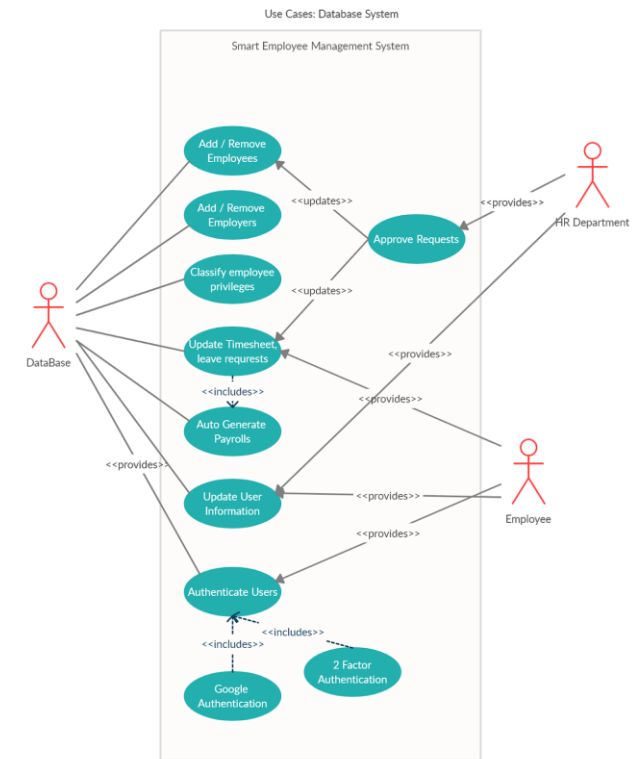 Use Cases: Database System
Smart Employee Management System
Add / Remove
Employees
<<updates>>
<<provides>>
HR Department
Add / Remove
Employers
Approve Requests
Classify employee
privileges
<<updates>>
DataBase
Update Timesheet,
leave requrests
<<provides>>
<<includes>>
<<provides>>
Auto Generate
Payrolls
<<provides>>
Update User
Information
<<provides>>
Employee
<<provides>>
Authenticate Users
<<includes>>
<<includes>>
2 Factor
Authentication
Google
Authentication